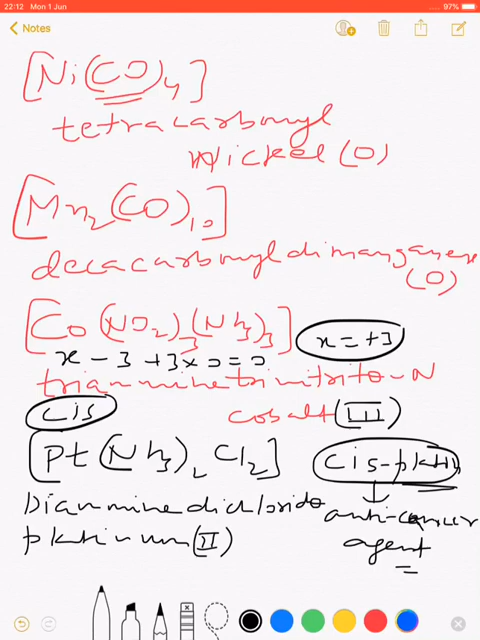 22:12 Mon 1 Jun
97%
Notes
[Ni(CO)4]
tetracarbonyl
nickel (0)
[Mn2(CO)10]
decacarbonyldimanganese
(0)
[Co(NO2)3(NH3)3] x=+3
x - 3 + 3x0 = 0
triamminetrinitrito-N
cis
cobalt (III)
[Pt(NH3)2Cl2] Cis-platin
Diamminedichlorido
platinum (II)
anti-cancer
agent